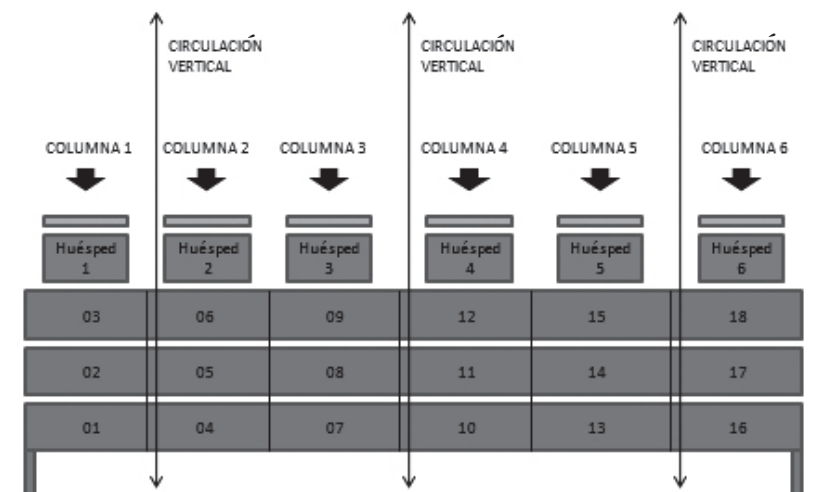 CIRCULACIÓN
VERTICAL
CIRCULACIÓN
VERTICAL
CIRCULACIÓN
VERTICAL
COLUMNA 1
COLUMNA 2
COLUMNA 3
COLUMNA 4
COLUMNA 5
COLUMNA 6
Huésped
1
Huésped
2
Huésped
3
Huésped
4
Huésped
5
Huésped
6
03
06
09
12
15
18
02
05
08
11
14
17
01
04
07
10
13
16